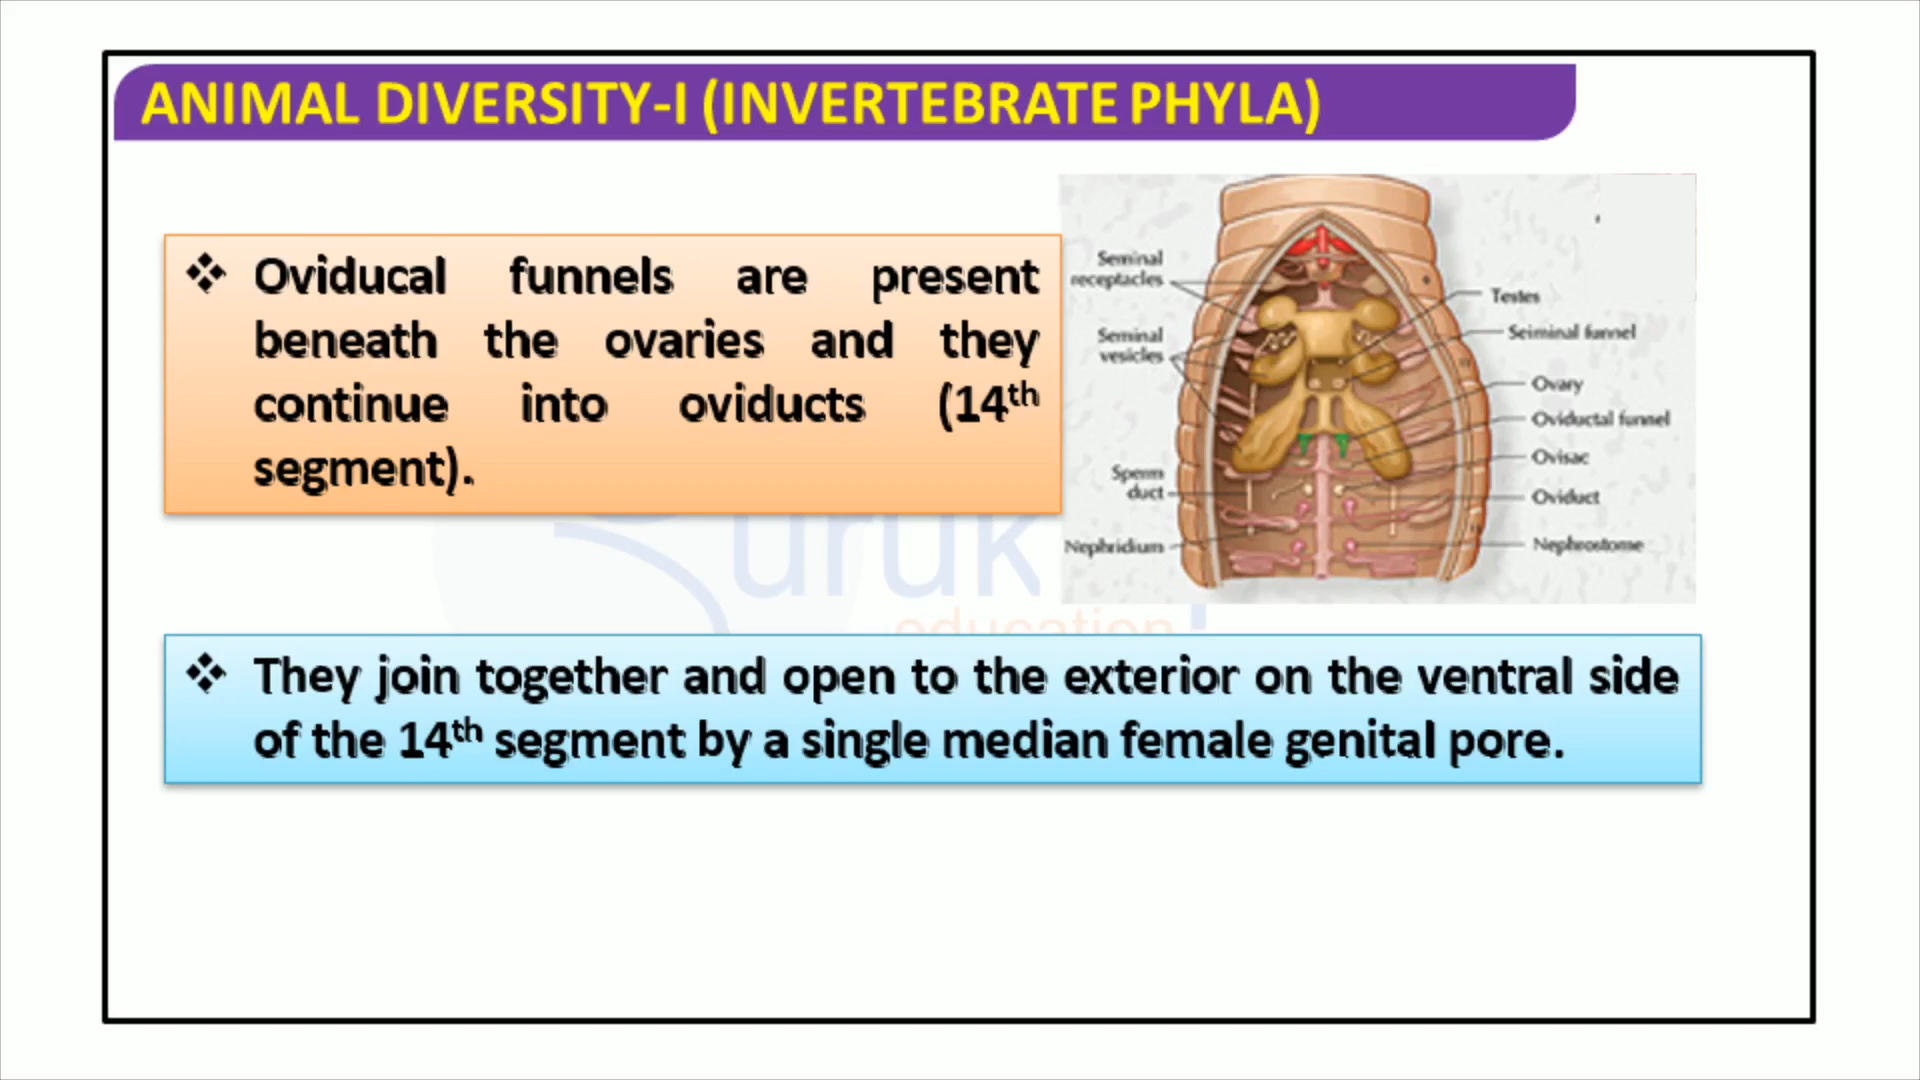 ANIMAL DIVERSITY-I (INVERTEBRATE PHYLA)
❖ Oviducal funnels are present
beneath the ovaries and they
continue into oviducts (14th
segment).
Seminal
receptacles
Seminal
vesicles
Sperm
duct
Nephridium
Testes
Seiminal funnel
Ovary
Oviductal funnel
Ovisac
Oviduct
Nephrostome
uruk
education
❖ They join together and open to the exterior on the ventral side
of the 14th segment by a single median female genital pore.